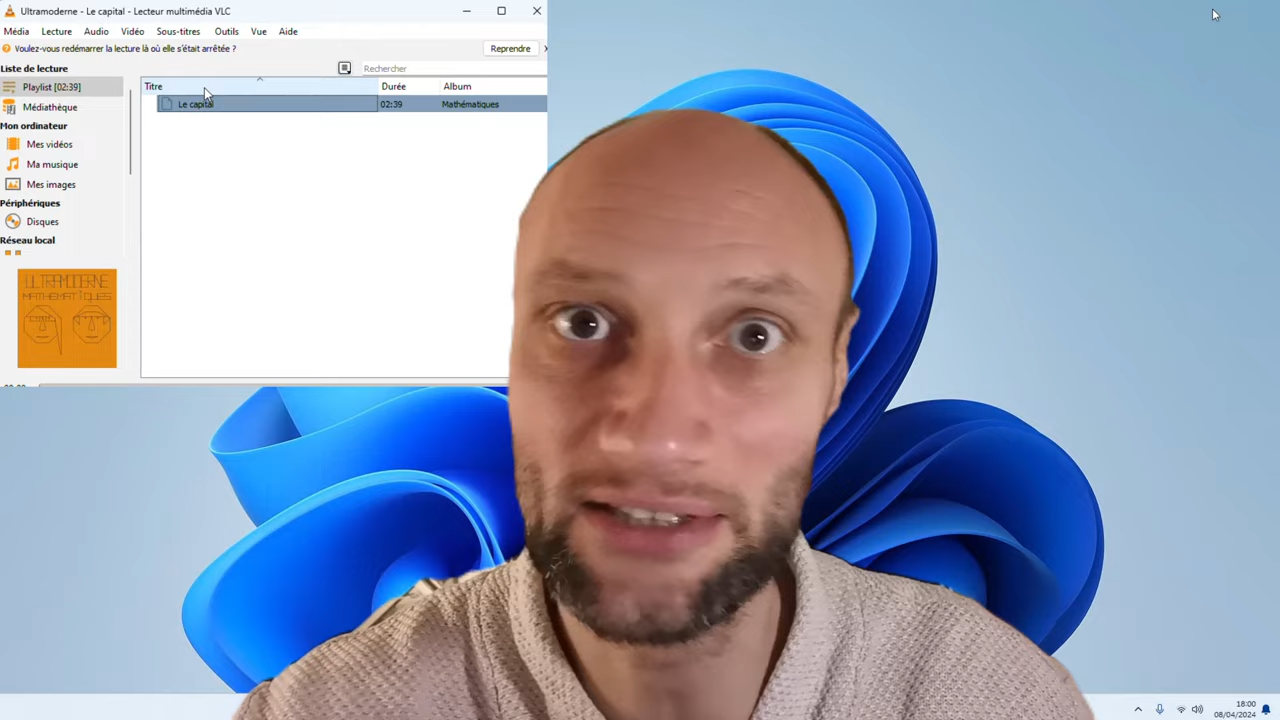 Ultramoderne - Le capital - Lecteur multimédia VLC
Média Lecture Audio Vidéo Sous-titres Outils Vue Aide
Voulez-vous redémarrer la lecture là où elle s'était arrêtée ? Reprendre
Liste de lecture
Rechercher
Playlist [02:39]
Titre Durée Album
Le capital 02:39 Mathématiques
Médiathèque
Mon ordinateur
Mes vidéos
Ma musique
Mes images
Périphériques
Disques
Réseau local
ULTRAMODERNE
MATHEMATIQUES
18:00
08/04/2024